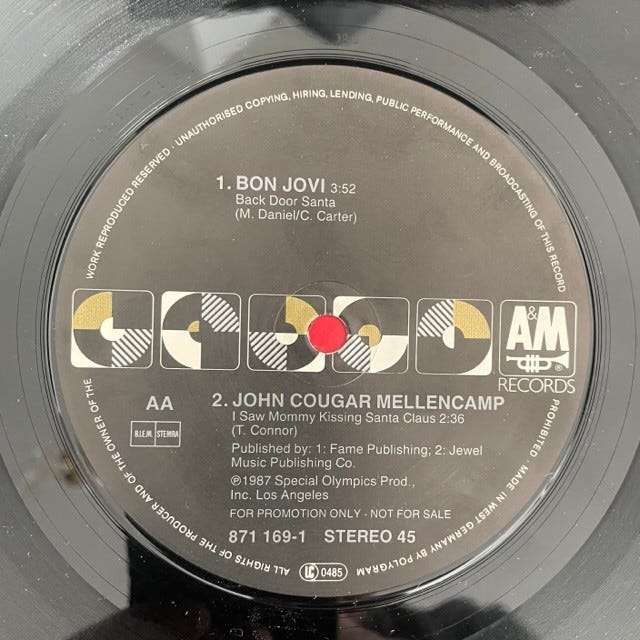 WORK REPRODUCED RESERVED · UNAUTHORISED COPYING, HIRING, LENDING, PUBLIC PERFORMANCE AND BROADCASTING OF THIS RECORD
1. BON JOVI 3:52
Back Door Santa
(M. Daniel/C. Carter)
A&M
®
RECORDS
AA
B.I.E.M. STEMRA
2. JOHN COUGAR MELLENCAMP
I Saw Mommy Kissing Santa Claus 2:36
(T. Connor)
Published by: 1: Fame Publishing; 2: Jewel
Music Publishing Co.
℗1987 Special Olympics Prod.,
Inc. Los Angeles
FOR PROMOTION ONLY - NOT FOR SALE
871 169-1 STEREO 45
LC 0485
ALL RIGHTS OF THE PRODUCER AND OF THE OWNER OF THE
PROHIBITED · MADE IN WEST GERMANY BY POLYGRAM